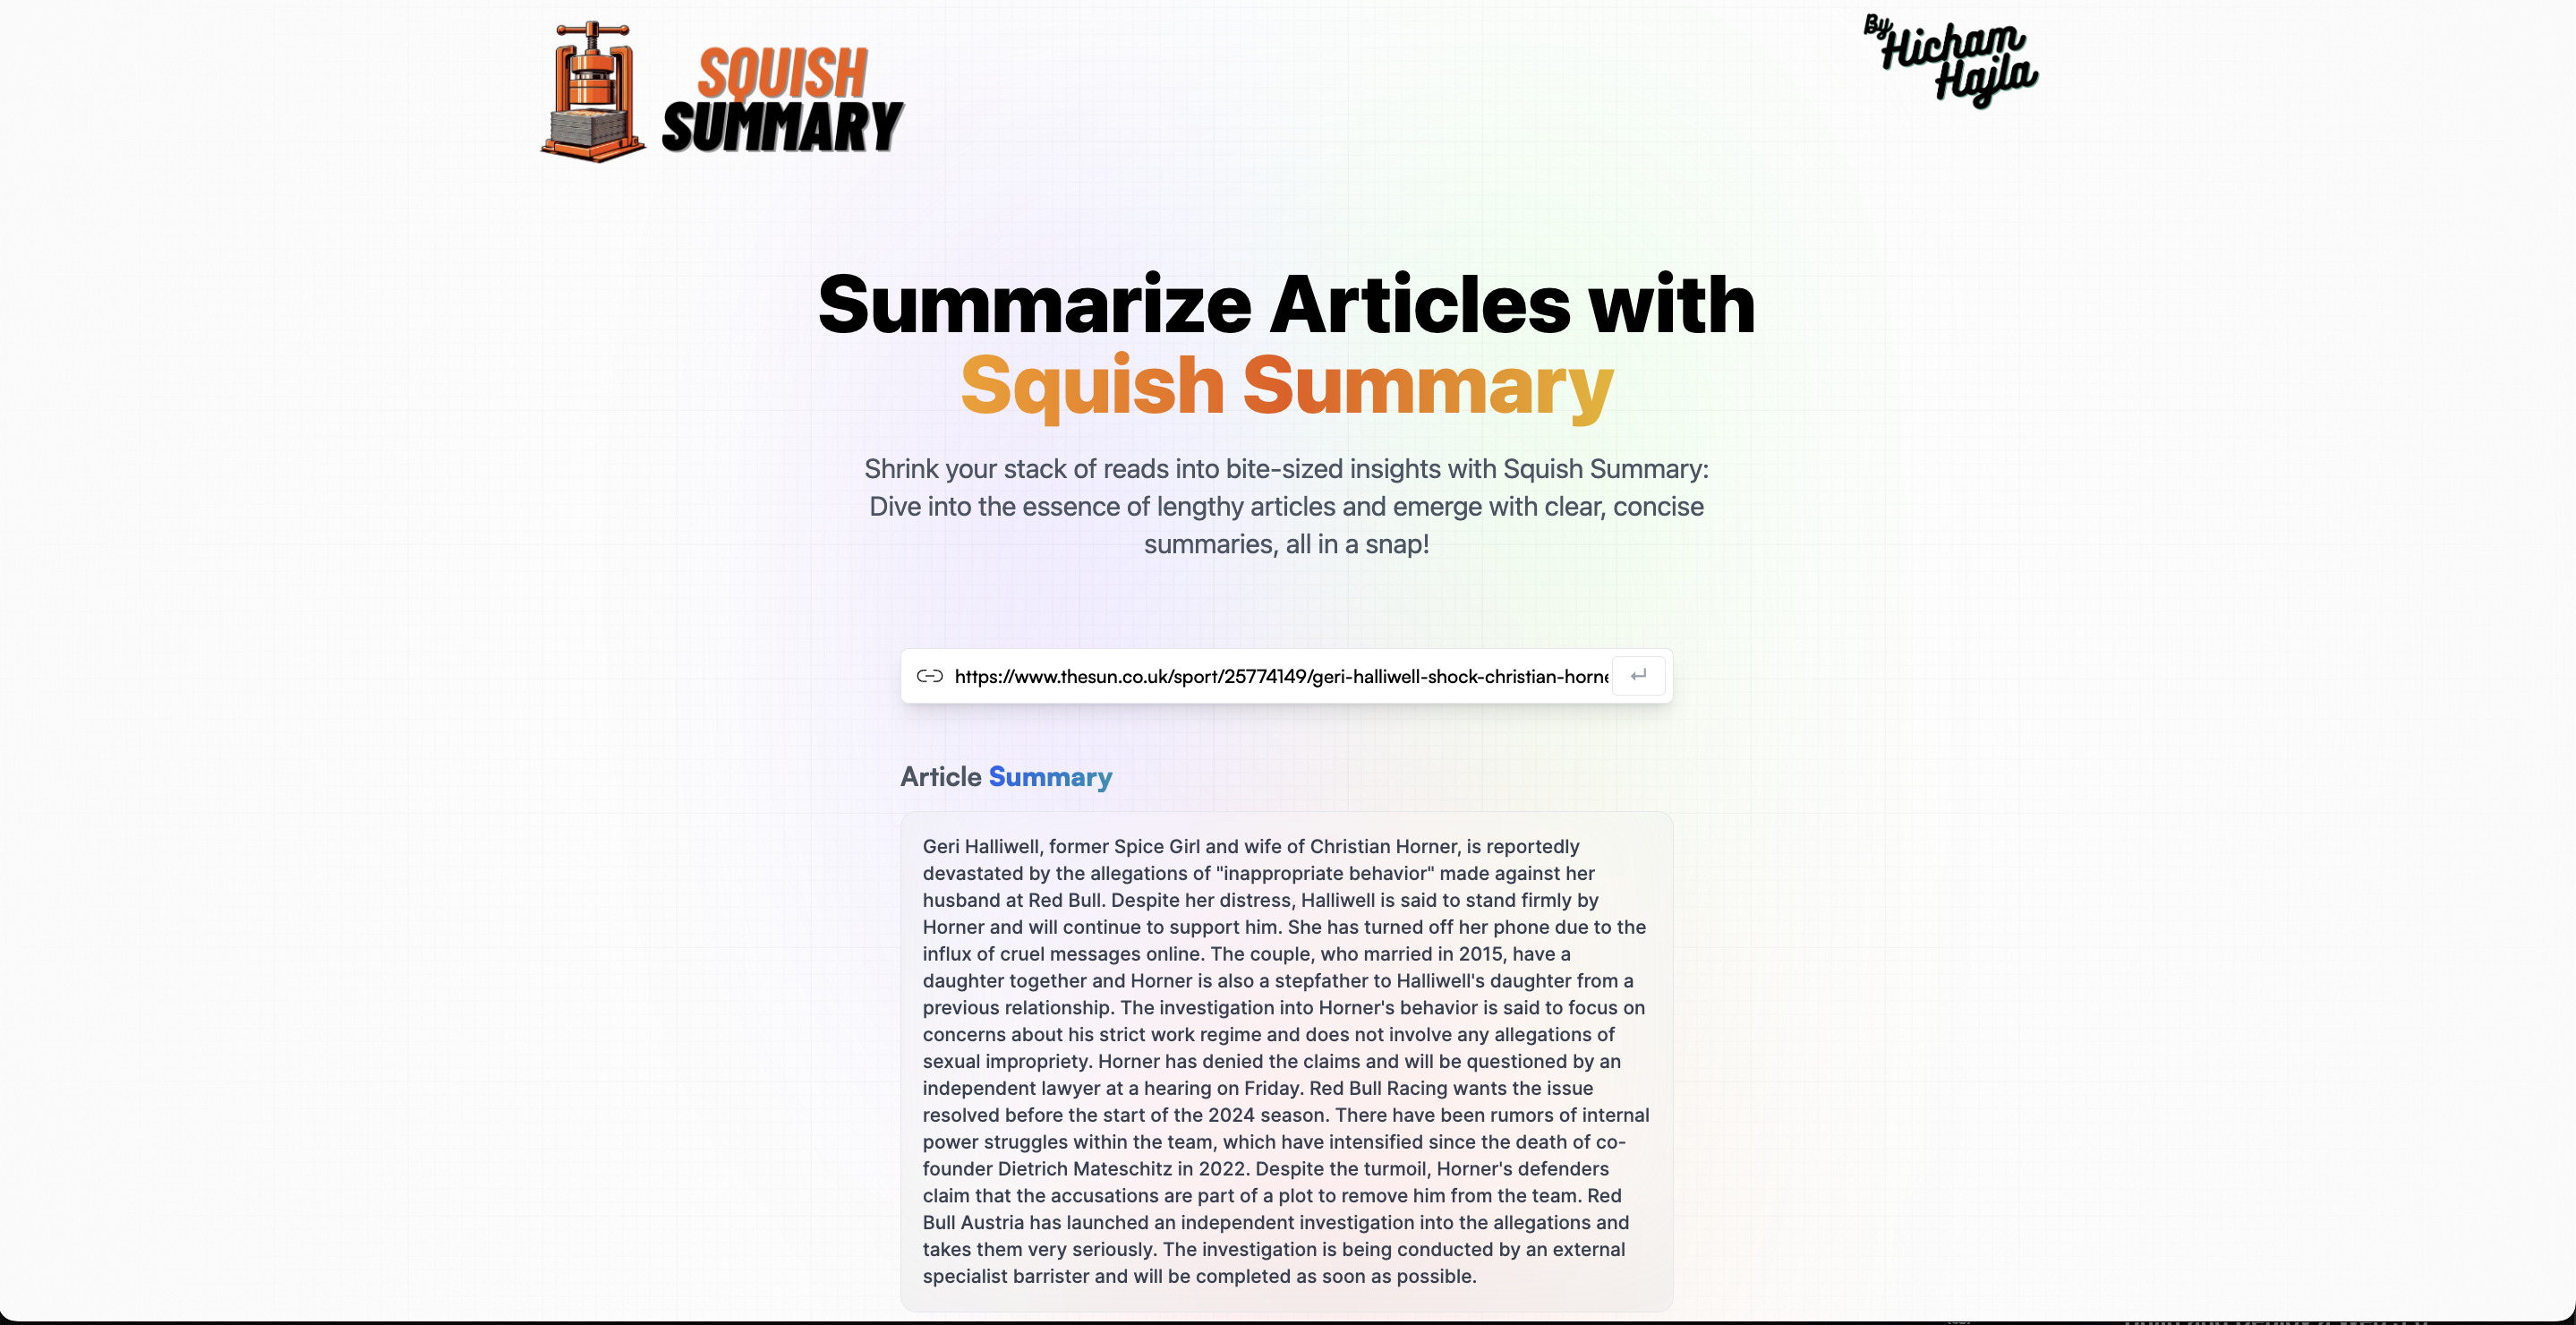 SQUISH
SUMMARY
By
Hicham
Hajla
Summarize Articles with
Squish Summary
Shrink your stack of reads into bite-sized insights with Squish Summary:
Dive into the essence of lengthy articles and emerge with clear, concise
summaries, all in a snap!
https://www.thesun.co.uk/sport/25774149/geri-halliwell-shock-christian-horne
Article Summary
Geri Halliwell, former Spice Girl and wife of Christian Horner, is reportedly
devastated by the allegations of "inappropriate behavior" made against her
husband at Red Bull. Despite her distress, Halliwell is said to stand firmly by
Horner and will continue to support him. She has turned off her phone due to the
influx of cruel messages online. The couple, who married in 2015, have a
daughter together and Horner is also a stepfather to Halliwell's daughter from a
previous relationship. The investigation into Horner's behavior is said to focus on
concerns about his strict work regime and does not involve any allegations of
sexual impropriety. Horner has denied the claims and will be questioned by an
independent lawyer at a hearing on Friday. Red Bull Racing wants the issue
resolved before the start of the 2024 season. There have been rumors of internal
power struggles within the team, which have intensified since the death of co-
founder Dietrich Mateschitz in 2022. Despite the turmoil, Horner's defenders
claim that the accusations are part of a plot to remove him from the team. Red
Bull Austria has launched an independent investigation into the allegations and
takes them very seriously. The investigation is being conducted by an external
specialist barrister and will be completed as soon as possible.